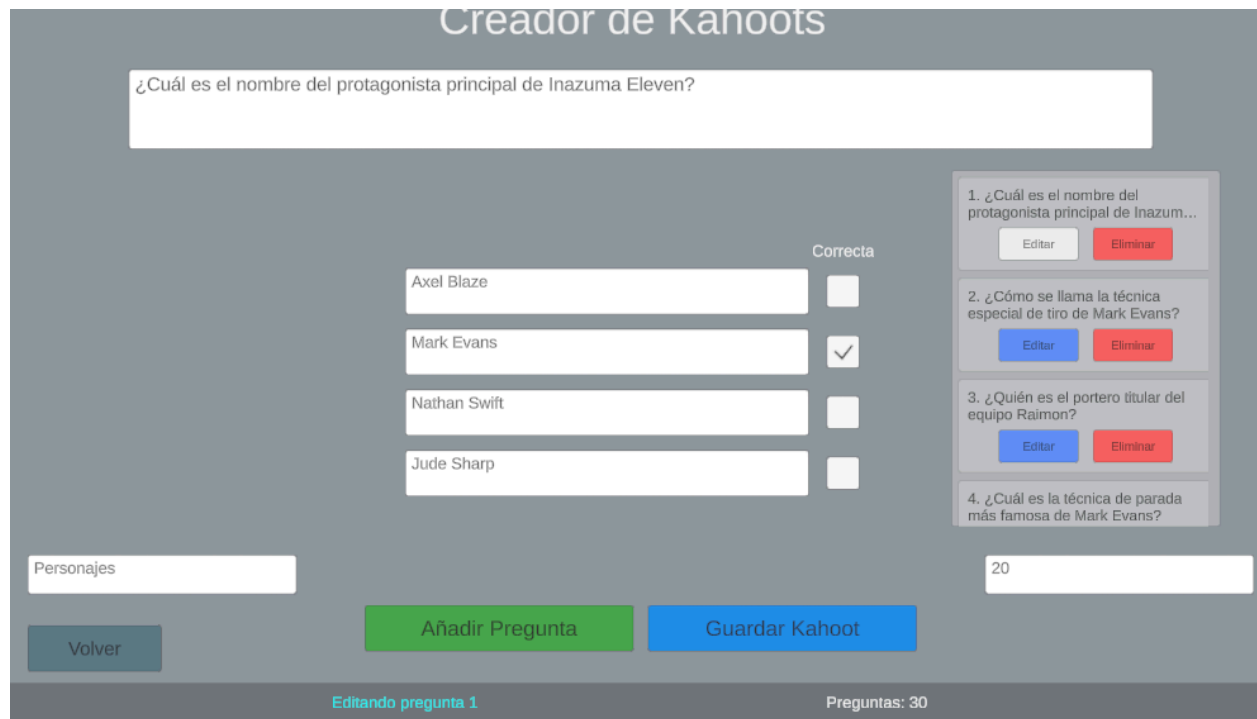 Creador de Kahoots
¿Cuál es el nombre del protagonista principal de Inazuma Eleven?
Correcta
Axel Blaze
Mark Evans
Nathan Swift
Jude Sharp
1. ¿Cuál es el nombre del
protagonista principal de Inazum...
Editar
Eliminar
2. ¿Cómo se llama la técnica
especial de tiro de Mark Evans?
Editar
Eliminar
3. ¿Quién es el portero titular del
equipo Raimon?
Editar
Eliminar
4. ¿Cuál es la técnica de parada
más famosa de Mark Evans?
Personajes
20
Añadir Pregunta
Guardar Kahoot
Volver
Editando pregunta 1
Preguntas: 30